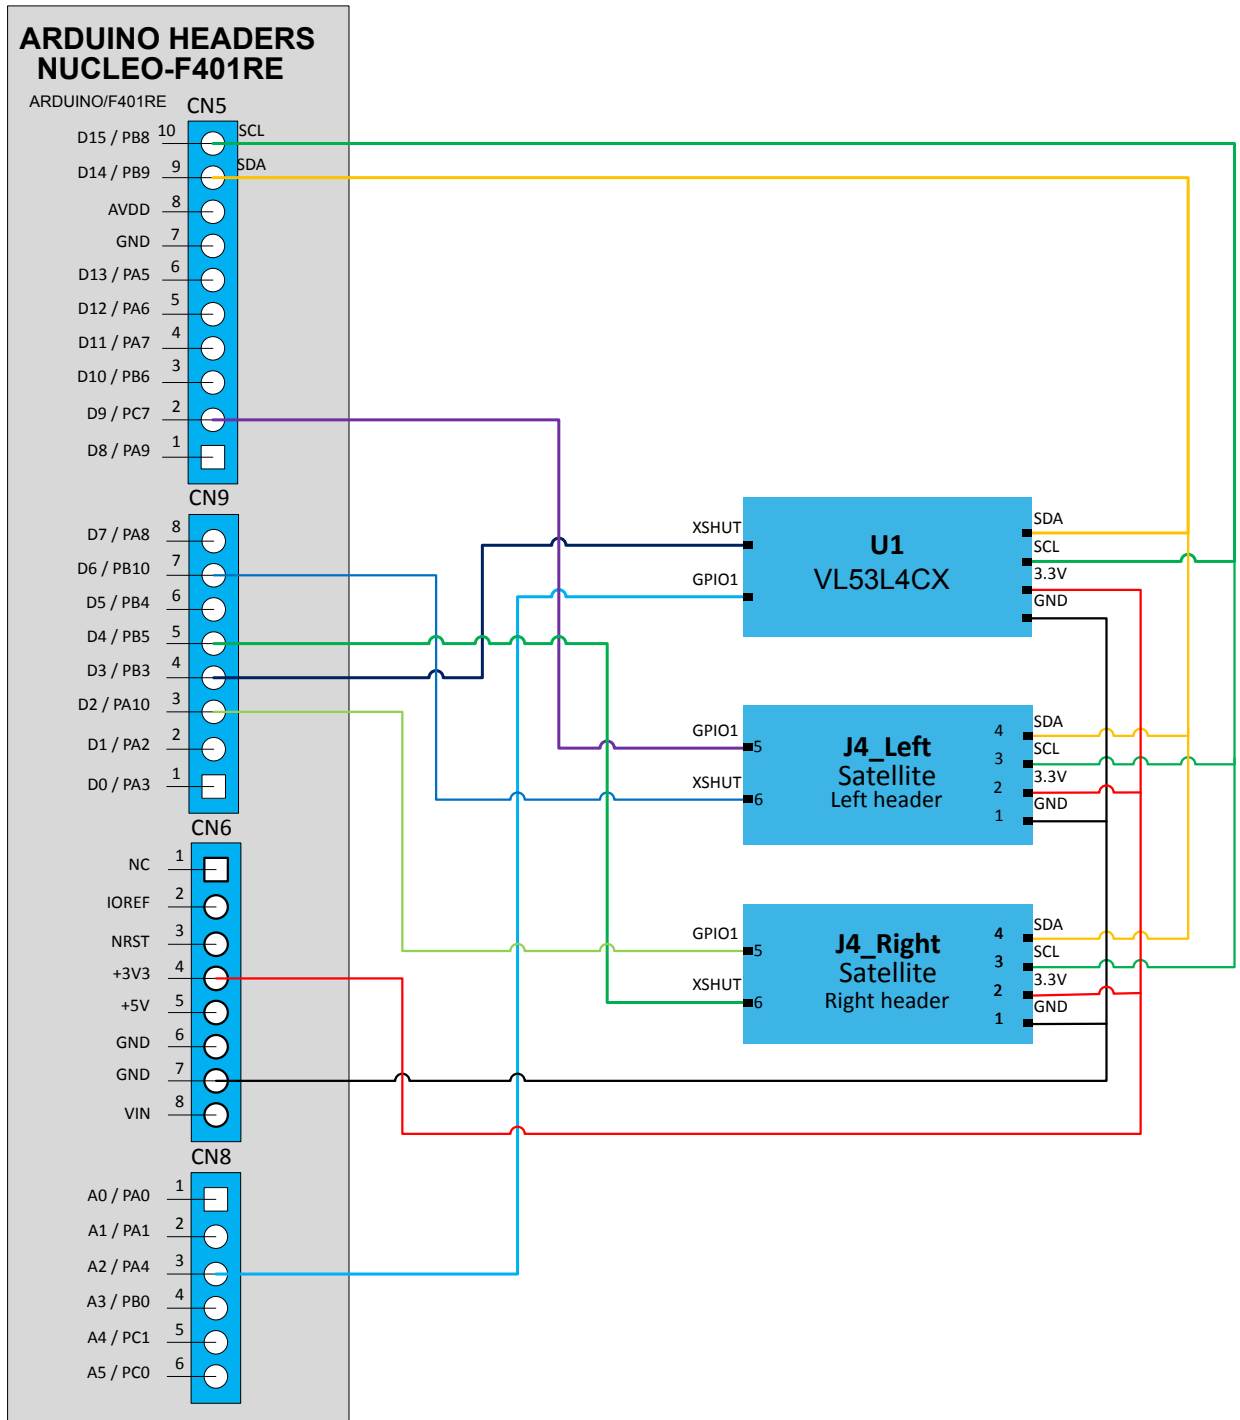 ARDUINO HEADERS
NUCLEO-F401RE
ARDUINO/F401RE
CN5
D15 / PB8 10 SCL
D14 / PB9 9 SDA
AVDD 8
GND 7
D13 / PA5 6
D12 / PA6 5
D11 / PA7 4
D10 / PB6 3
D9 / PC7 2
D8 / PA9 1
CN9
D7 / PA8 8
D6 / PB10 7
D5 / PB4 6
D4 / PB5 5
D3 / PB3 4
D2 / PA10 3
D1 / PA2 2
D0 / PA3 1
CN6
NC 1
IOREF 2
NRST 3
+3V3 4
+5V 5
GND 6
GND 7
VIN 8
CN8
A0 / PA0 1
A1 / PA1 2
A2 / PA4 3
A3 / PB0 4
A4 / PC1 5
A5 / PC0 6
XSHUT
GPIO1
U1
VL53L4CX
SDA
SCL
3.3V
GND
GPIO1
5
XSHUT
6
J4_Left
Satellite
Left header
4 SDA
3 SCL
2 3.3V
1 GND
GPIO1
5
XSHUT
6
J4_Right
Satellite
Right header
4 SDA
3 SCL
2 3.3V
1 GND